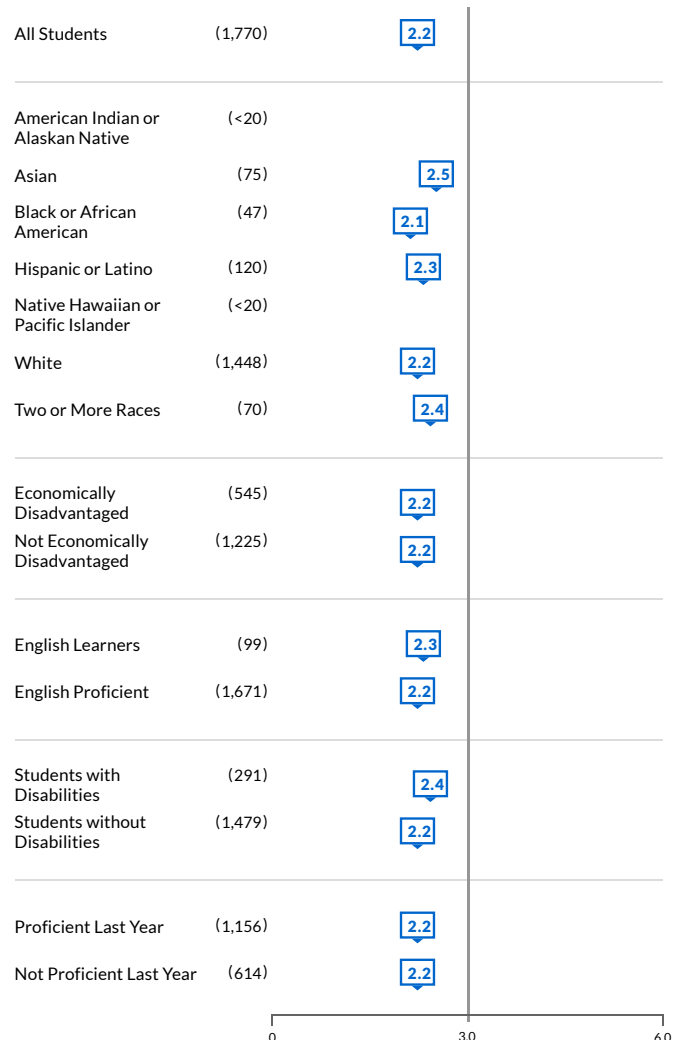 All Students (1,770) 2.2
American Indian or (<20)
Alaskan Native
Asian (75) 2.5
Black or African (47) 2.1
American
Hispanic or Latino (120) 2.3
Native Hawaiian or (<20)
Pacific Islander
White (1,448) 2.2
Two or More Races (70) 2.4
Economically (545) 2.2
Disadvantaged
Not Economically (1,225) 2.2
Disadvantaged
English Learners (99) 2.3
English Proficient (1,671) 2.2
Students with (291) 2.4
Disabilities
Students without (1,479) 2.2
Disabilities
Proficient Last Year (1,156) 2.2
Not Proficient Last Year (614) 2.2
0 3.0 6.0